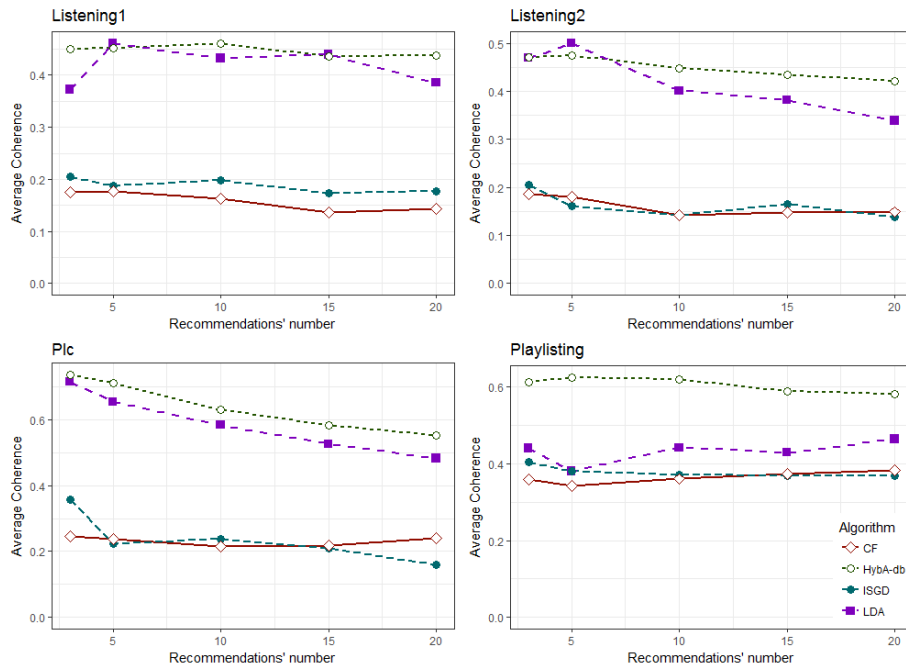 Listening1
Average Coherence
0.4
0.3
0.2
0.1
0.0
5
10
15
20
Recommendations' number
Listening2
Average Coherence
0.5
0.4
0.3
0.2
0.1
0.0
5
10
15
20
Recommendations' number
Plc
Average Coherence
0.6
0.4
0.2
0.0
5
10
15
20
Recommendations' number
Playlisting
Average Coherence
0.6
0.4
0.2
0.0
5
10
15
20
Recommendations' number
Algorithm
CF
HybA-db
ISGD
LDA